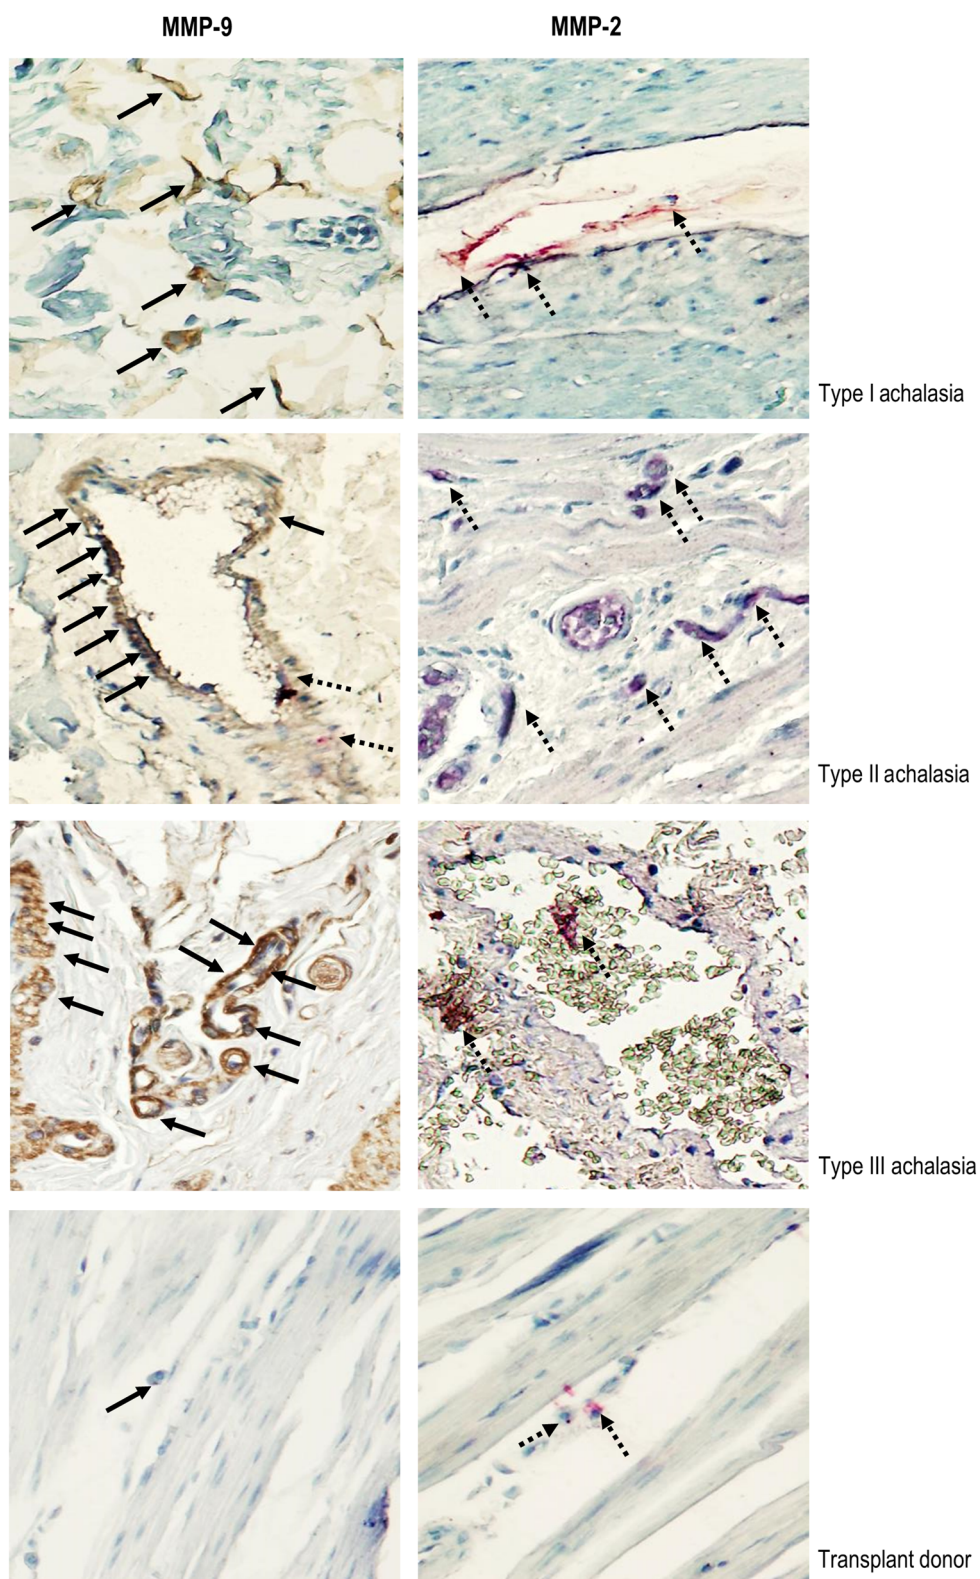 MMP-9
MMP-2
Type I achalasia
Type II achalasia
Type III achalasia
Transplant donor